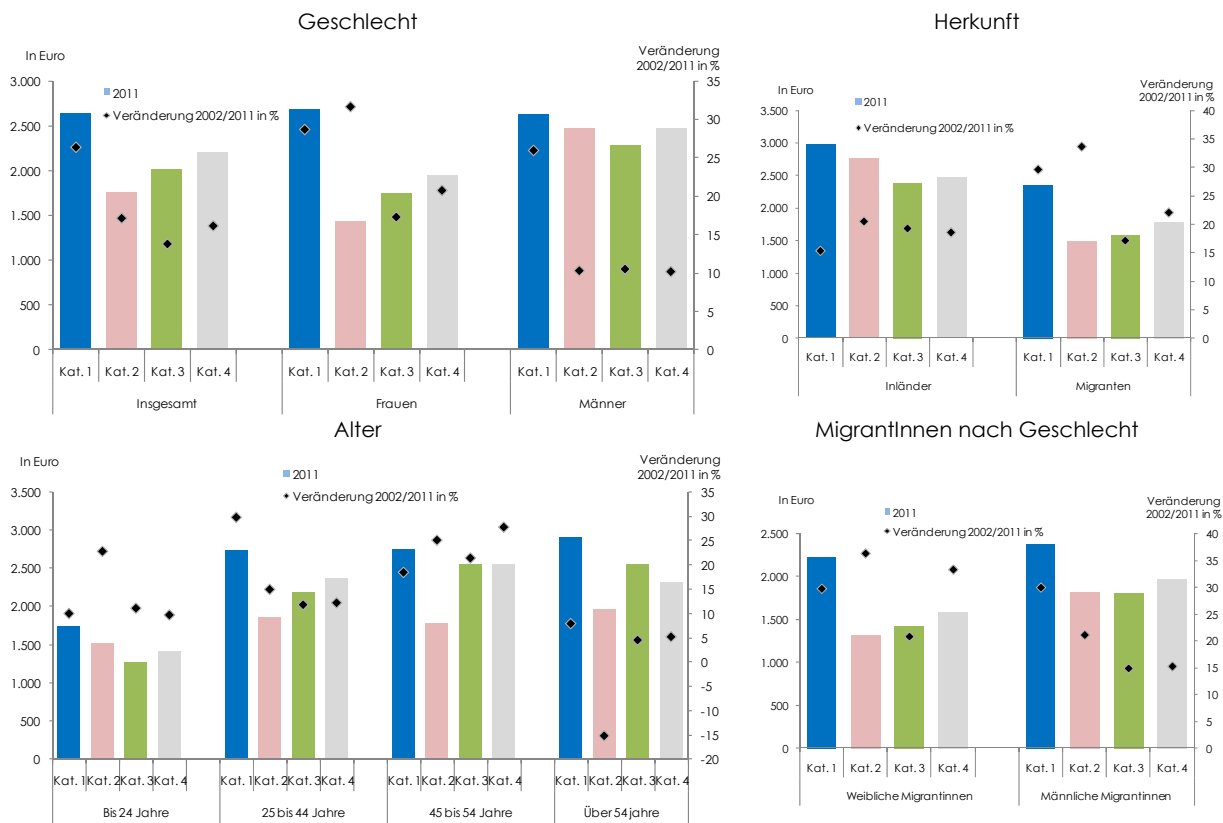 Geschlecht
In Euro
Veränderung
2002/2011 in %
2011
Veränderung 2002/2011 in %
3.000
2.500
2.000
1.500
1.000
500
0
35
30
25
20
15
10
5
0
Kat. 1 Kat. 2 Kat. 3 Kat. 4 Kat. 1 Kat. 2 Kat. 3 Kat. 4 Kat. 1 Kat. 2 Kat. 3 Kat. 4
Insgesamt Frauen Männer
Herkunft
In Euro
Veränderung
2002/2011 in %
2011
Veränderung 2002/2011 in %
3.500
3.000
2.500
2.000
1.500
1.000
500
0
40
35
30
25
20
15
10
5
0
Kat. 1 Kat. 2 Kat. 3 Kat. 4 Kat. 1 Kat. 2 Kat. 3 Kat. 4
Inländer Migranten
Alter
In Euro
Veränderung
2002/2011 in %
2011
Veränderung 2002/2011 in %
3.500
3.000
2.500
2.000
1.500
1.000
500
0
35
30
25
20
15
10
5
0
-5
-10
-15
-20
Kat. 1 Kat. 2 Kat. 3 Kat. 4 Kat. 1 Kat. 2 Kat. 3 Kat. 4 Kat. 1 Kat. 2 Kat. 3 Kat. 4 Kat. 1 Kat. 2 Kat. 3 Kat. 4
Bis 24 Jahre 25 bis 44 Jahre 45 bis 54 Jahre Über 54 jahre
MigrantInnen nach Geschlecht
In Euro
Veränderung
2002/2011 in %
2011
Veränderung 2002/2011 in %
2.500
2.000
1.500
1.000
500
0
40
35
30
25
20
15
10
5
0
Kat. 1 Kat. 2 Kat. 3 Kat. 4 Kat. 1 Kat. 2 Kat. 3 Kat. 4
Weibliche Migrantinnen Männliche Migrantinnen